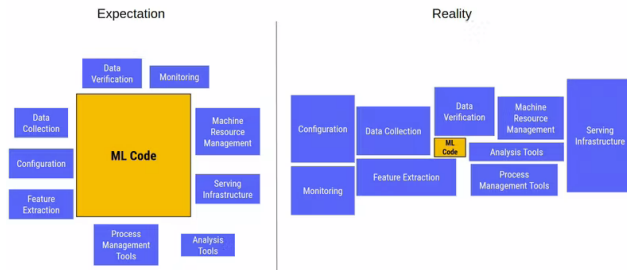 Expectation
Data
Verification
Monitoring
Data
Collection
ML Code
Machine
Resource
Management
Configuration
Feature
Extraction
Serving
Infrastructure
Process
Management
Tools
Analysis
Tools
Reality
Configuration
Monitoring
Data Collection
Feature Extraction
Data
Verification
ML
Code
Machine
Resource
Management
Analysis Tools
Process
Management Tools
Serving
Infrastructure